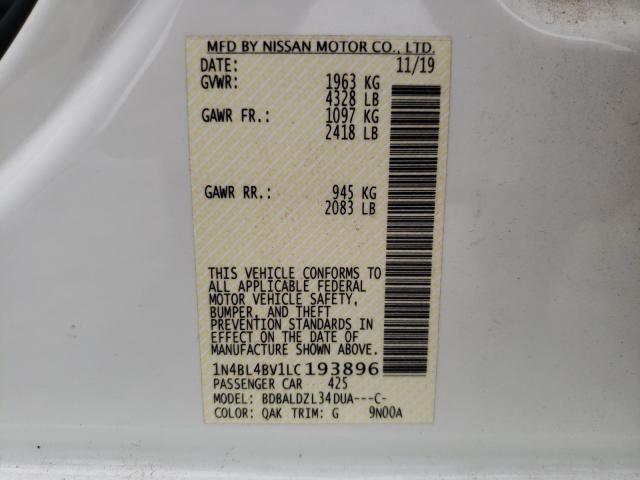 MFD BY NISSAN MOTOR CO., LTD.
DATE: 11/19
GVWR: 1963 KG
4328 LB
GAWR FR.: 1097 KG
2418 LB
GAWR RR.: 945 KG
2083 LB
THIS VEHICLE CONFORMS TO
ALL APPLICABLE FEDERAL
MOTOR VEHICLE SAFETY,
BUMPER, AND THEFT
PREVENTION STANDARDS IN
EFFECT ON THE DATE OF
MANUFACTURE SHOWN ABOVE.
1N4BL4BV1LC193896
PASSENGER CAR 425
MODEL: BDBALDZL34DUA---C-
COLOR: QAK TRIM: G 9N00A